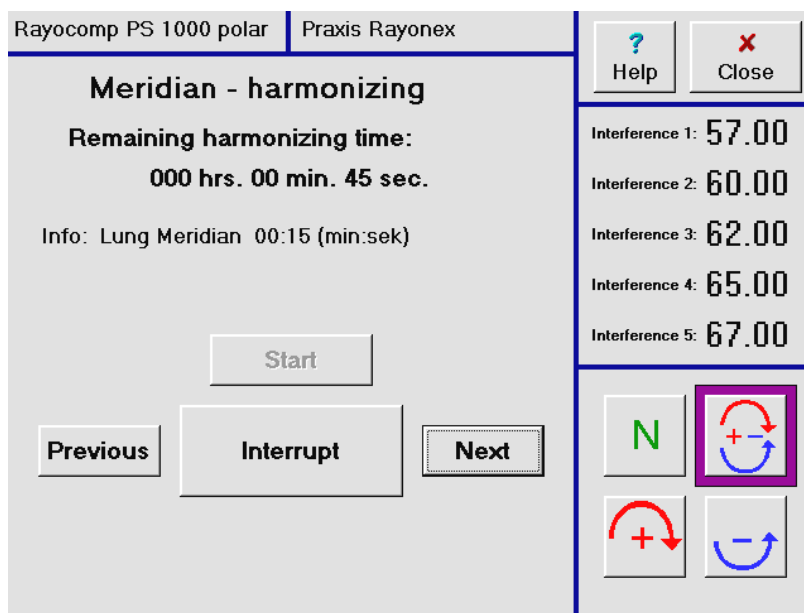 Rayocomp PS 1000 polar
Praxis Rayonex
Meridian - harmonizing
Remaining harmonizing time:
000 hrs. 00 min. 45 sec.
Info: Lung Meridian 00:15 (min:sek)
Start
Previous
Interrupt
Next
? Help
x Close
Interference 1: 57.00
Interference 2: 60.00
Interference 3: 62.00
Interference 4: 65.00
Interference 5: 67.00
N
+ −
+
−